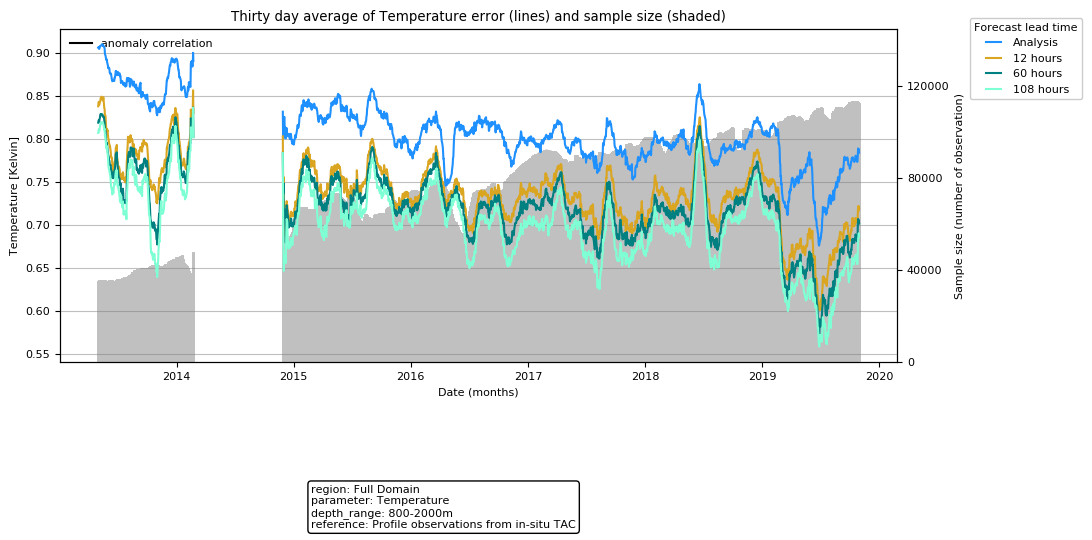 Thirty day average of Temperature error (lines) and sample size (shaded)
Forecast lead time
Analysis
12 hours
60 hours
108 hours
anomaly correlation
0.90
0.85
0.80
0.75
0.70
0.65
0.60
0.55
Temperature [Kelvin]
120000
80000
40000
0
Sample size (number of observation)
2014 2015 2016 2017 2018 2019 2020
Date (months)
region: Full Domain
parameter: Temperature
depth_range: 800-2000m
reference: Profile observations from in-situ TAC